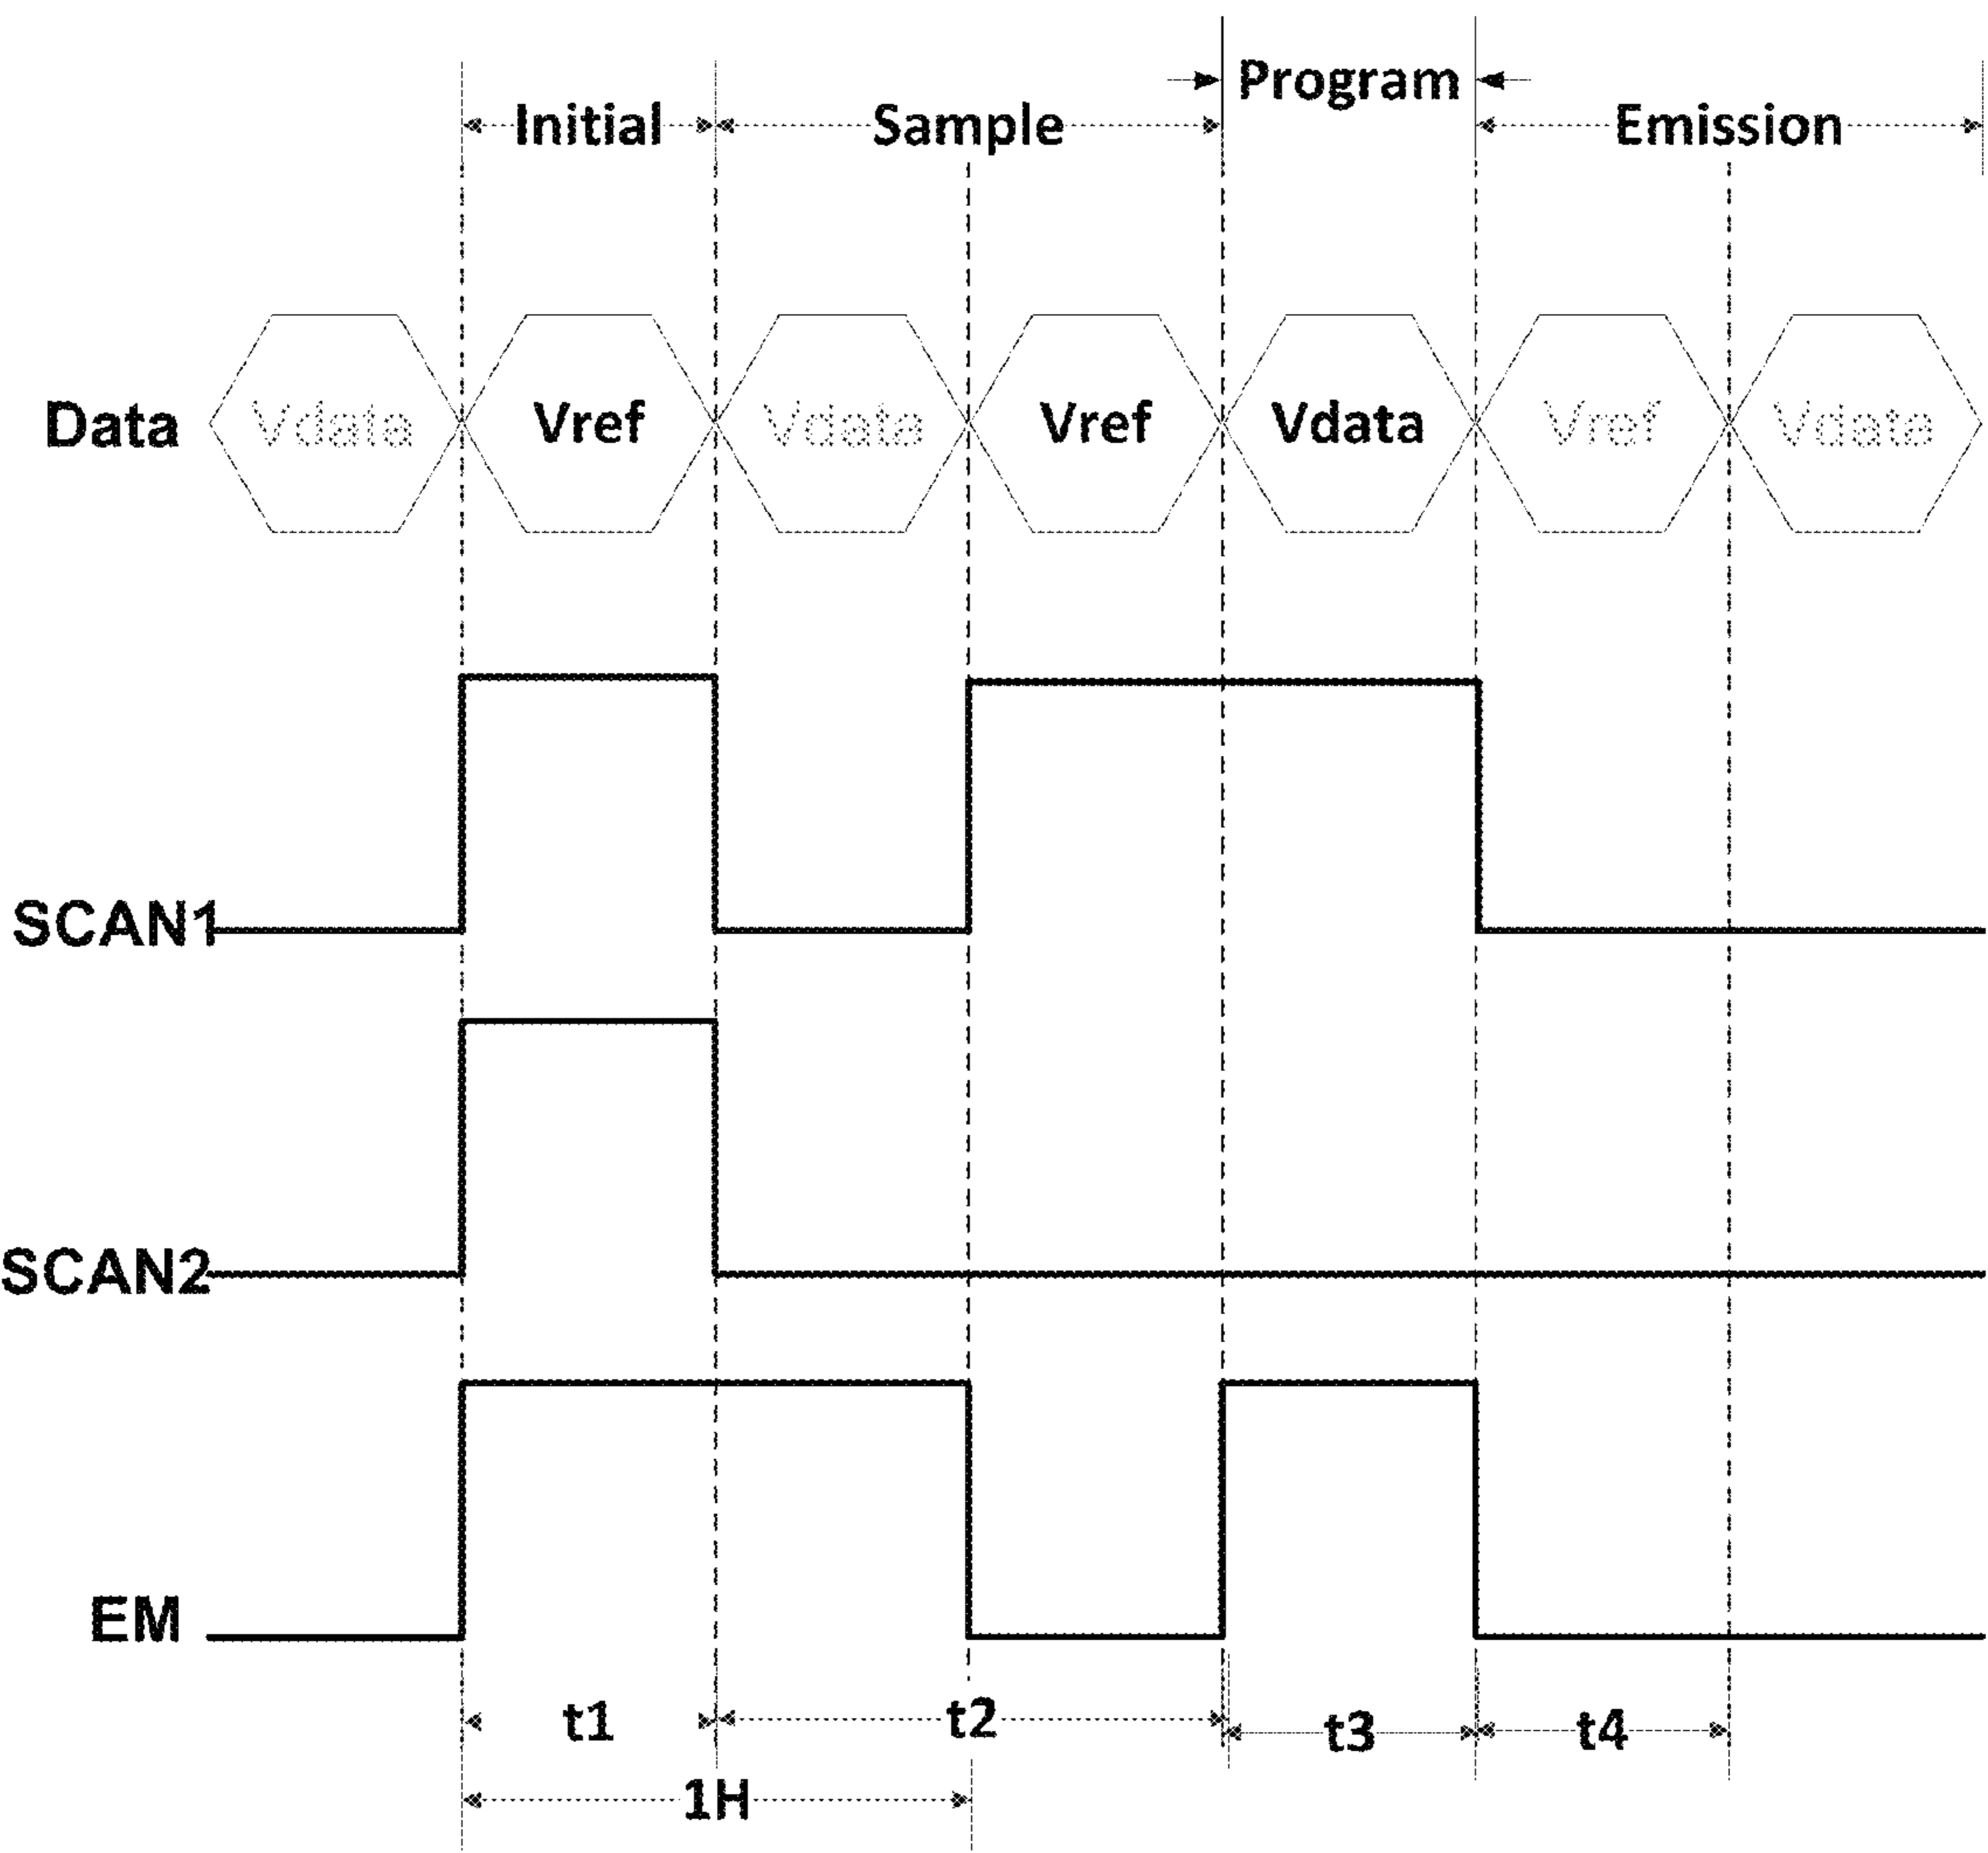 Program
Initial Sample Emission
Data Vdata Vref Vdata Vref Vdata Vref Vdata
SCAN1
SCAN2
EM
t1 t2 t3 t4
1H